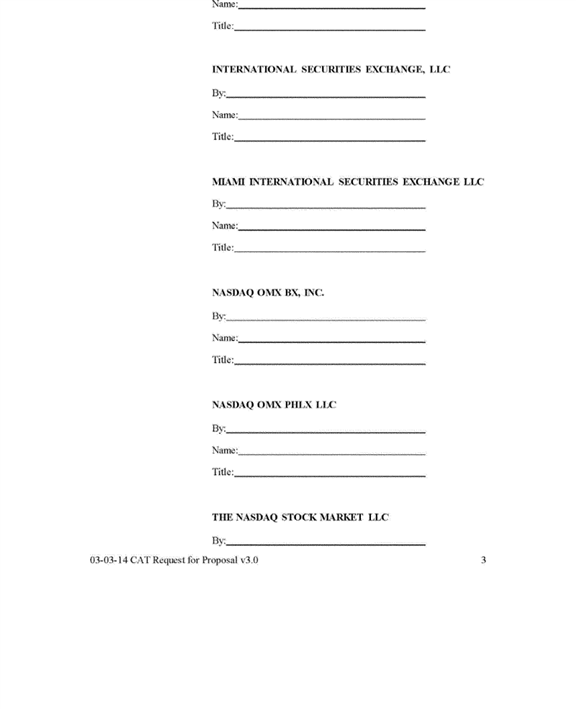 Name:
Title:
INTERNATIONAL SECURITIES EXCHANGE, LLC
By:
Name:
Title:
MIAMI INTERNATIONAL SECURITIES EXCHANGE LLC
By:
Name:
Title:
NASDAQ OMX BX, INC.
By:
Name:
Title:
NASDAQ OMX PHLX LLC
By:
Name:
Title:
THE NASDAQ STOCK MARKET LLC
By:
03-03-14 CAT Request for Proposal v3.0 3